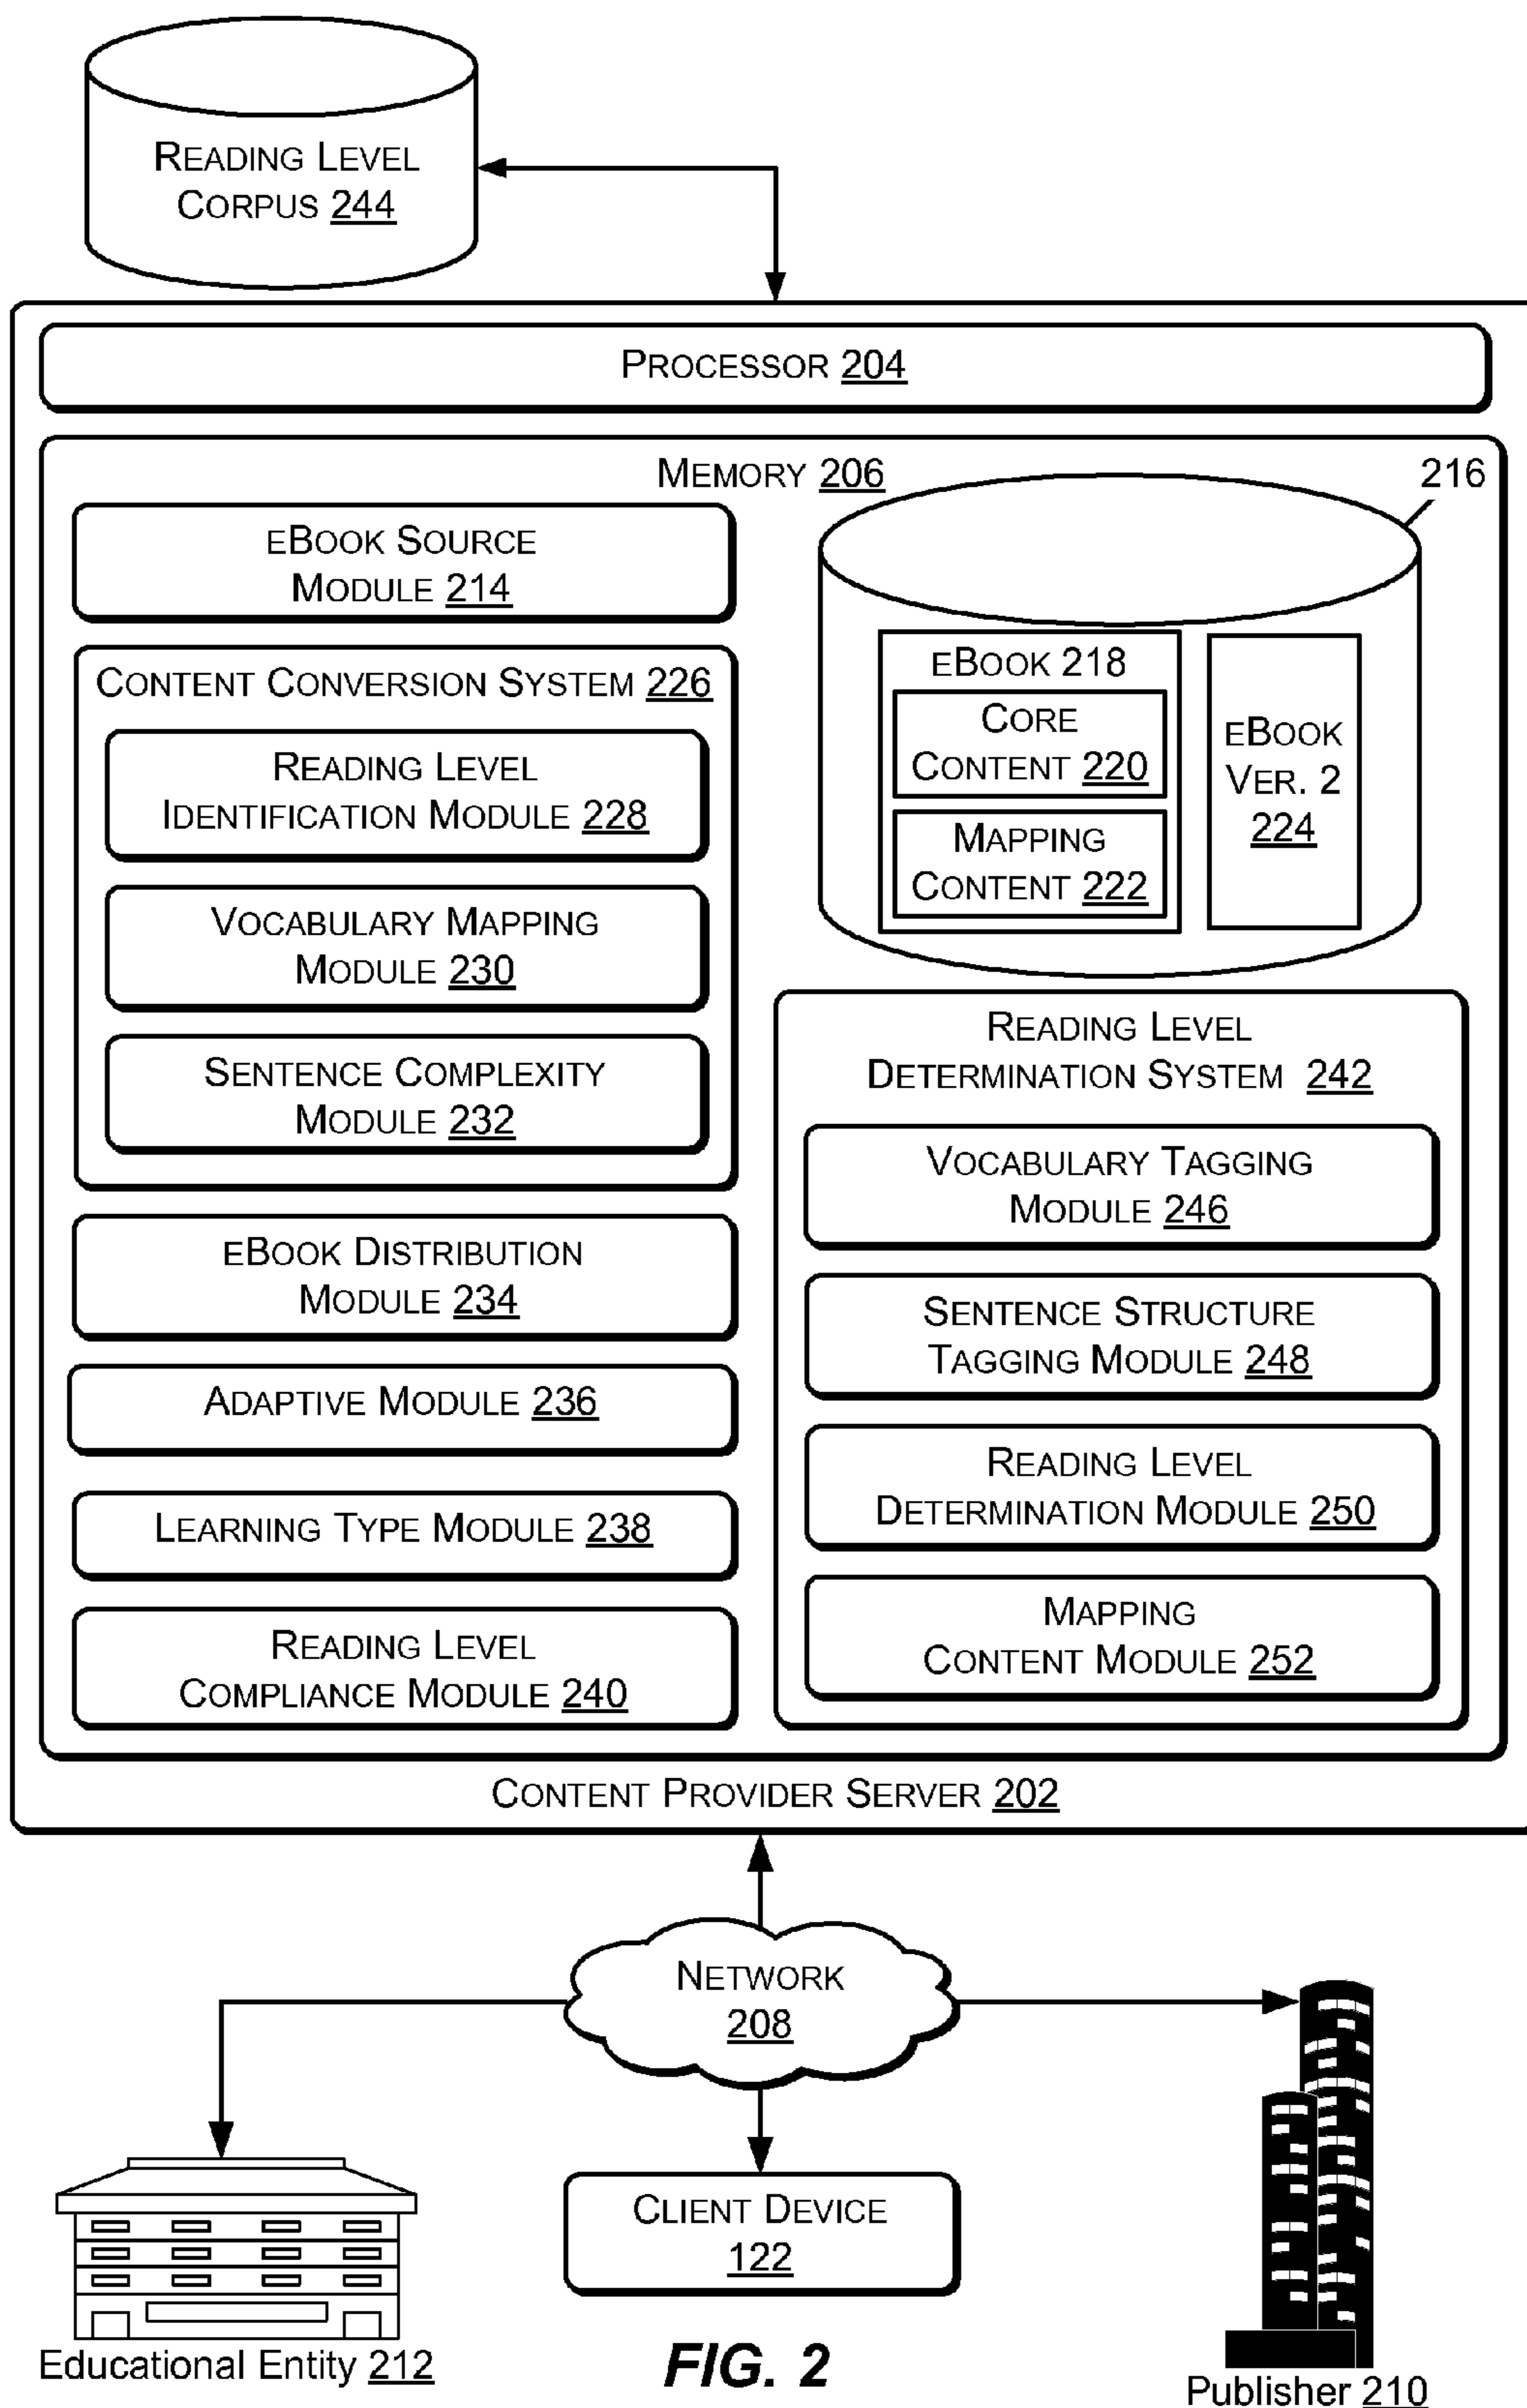 READING LEVEL
CORPUS 244
PROCESSOR 204
MEMORY 206
216
EBOOK SOURCE
MODULE 214
CONTENT CONVERSION SYSTEM 226
READING LEVEL
IDENTIFICATION MODULE 228
VOCABULARY MAPPING
MODULE 230
SENTENCE COMPLEXITY
MODULE 232
EBOOK DISTRIBUTION
MODULE 234
ADAPTIVE MODULE 236
LEARNING TYPE MODULE 238
READING LEVEL
COMPLIANCE MODULE 240
EBOOK 218
CORE
CONTENT 220
MAPPING
CONTENT 222
EBOOK
VER. 2
224
READING LEVEL
DETERMINATION SYSTEM 242
VOCABULARY TAGGING
MODULE 246
SENTENCE STRUCTURE
TAGGING MODULE 248
READING LEVEL
DETERMINATION MODULE 250
MAPPING
CONTENT MODULE 252
CONTENT PROVIDER SERVER 202
NETWORK
208
CLIENT DEVICE
122
Educational Entity 212
FIG. 2
Publisher 210